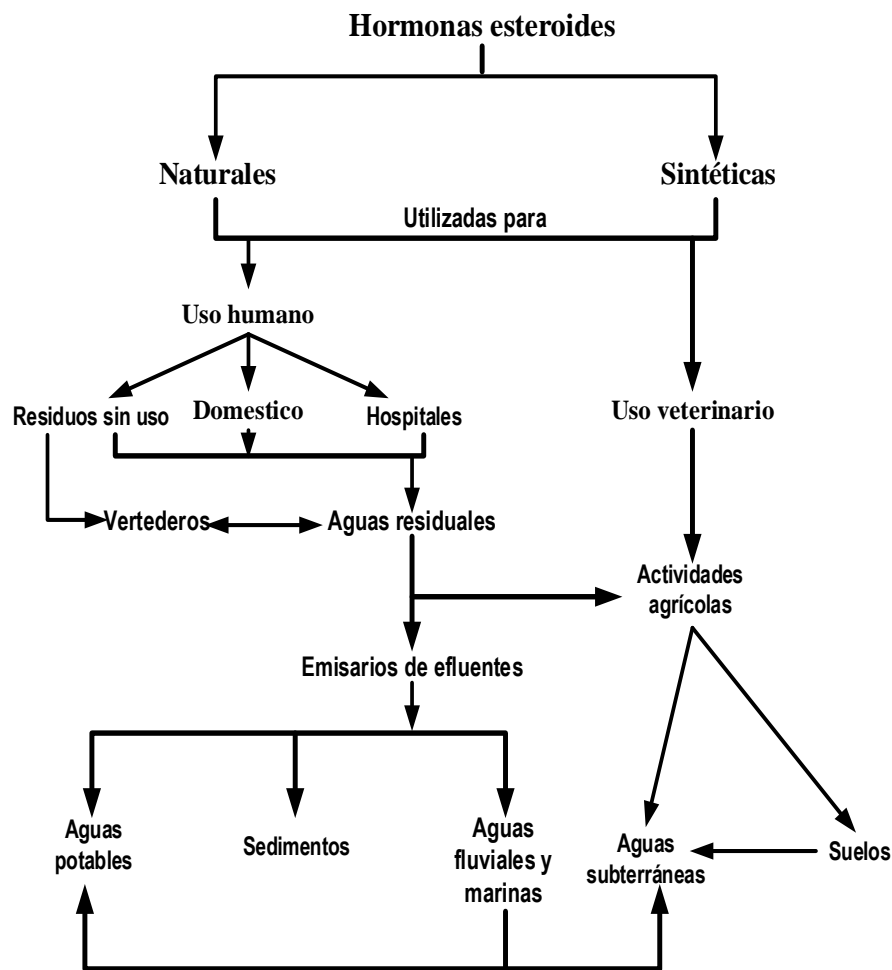 Hormonas esteroides
Naturales
Sintéticas
Utilizadas para
Uso humano
Residuos sin uso
Domestico
Hospitales
Uso veterinario
Vertederos
Aguas residuales
Actividades
agrícolas
Emisarios de efluentes
Aguas
potables
Sedimentos
Aguas
fluviales y
marinas
Aguas
subterráneas
Suelos